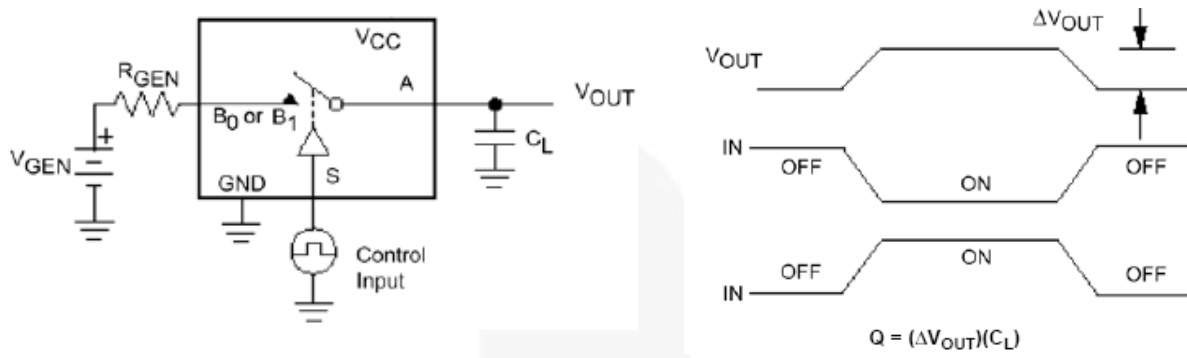 V_CC
R_GEN
A
V_OUT
B_0 or B_1
+
C_L
V_GEN
GND
S
Control
Input
ΔV_OUT
V_OUT
IN
OFF
OFF
ON
ON
OFF
OFF
IN
Q = (ΔV_OUT)(C_L)